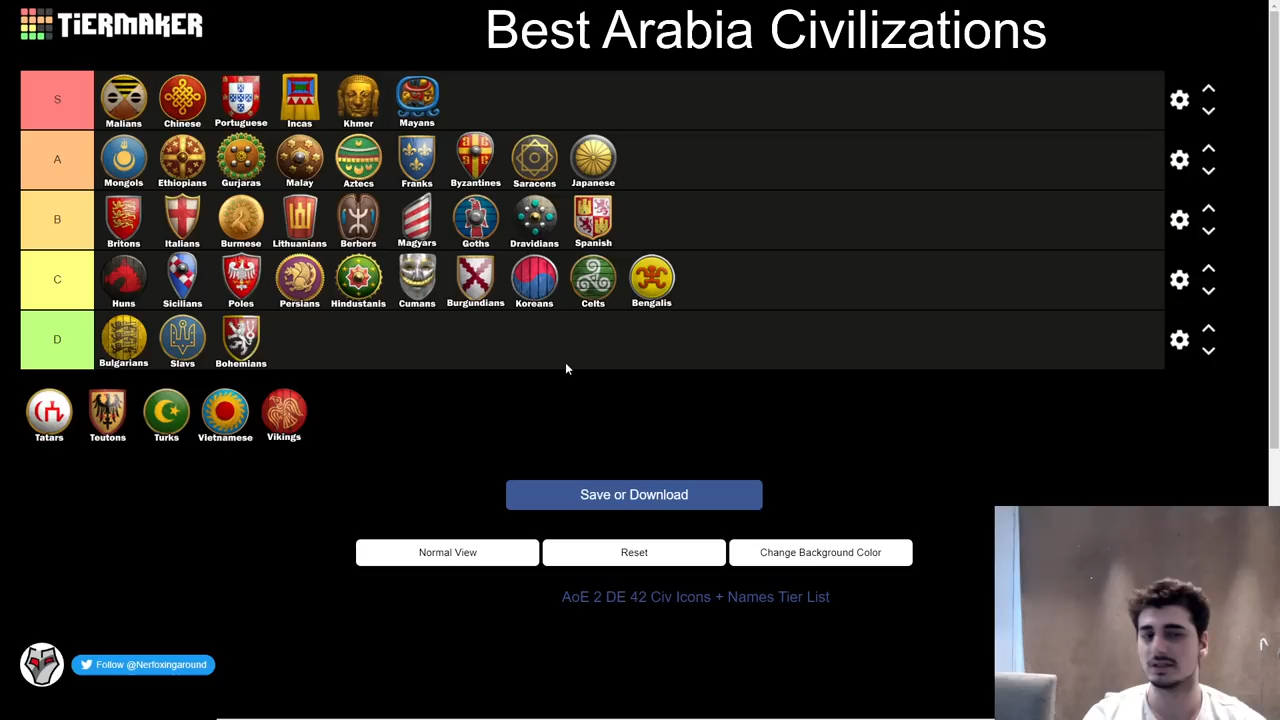 TiERMAKER
Best Arabia Civilizations
S
Malians Chinese Portuguese Incas Khmer Mayans
A
Mongols Ethiopians Gurjaras Malay Aztecs Franks Byzantines Saracens Japanese
B
Britons Italians Burmese Lithuanians Berbers Magyars Goths Dravidians Spanish
C
Huns Sicilians Poles Persians Hindustanis Cumans Burgundians Koreans Celts Bengalis
D
Bulgarians Slavs Bohemians
Tatars Teutons Turks Vietnamese Vikings
Save or Download
Normal View Reset Change Background Color
AoE 2 DE 42 Civ Icons + Names Tier List
Follow @Nerfoxingaround